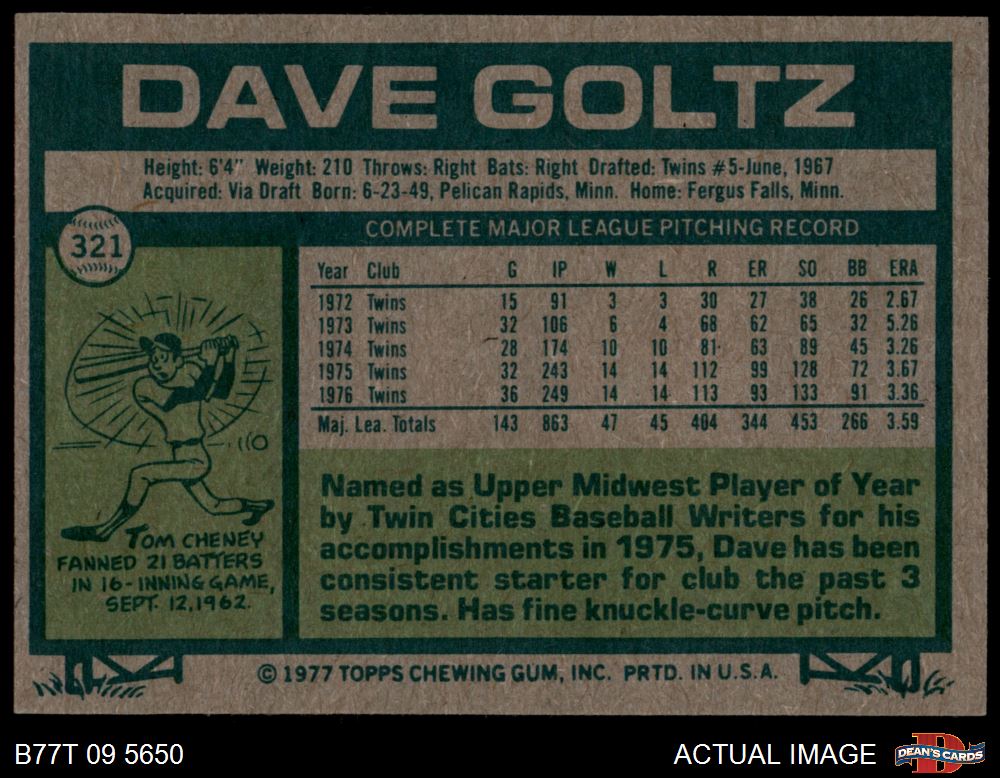 DAVE GOLTZ
Height: 6'4" Weight: 210 Throws: Right Bats: Right Drafted: Twins #5-June, 1967
Acquired: Via Draft Born: 6-23-49, Pelican Rapids, Minn. Home: Fergus Falls, Minn.
321
COMPLETE MAJOR LEAGUE PITCHING RECORD
Year Club G IP W L R ER SO BB ERA
1972 Twins 15 91 3 3 30 27 38 26 2.67
1973 Twins 32 106 6 4 68 62 65 32 5.26
1974 Twins 28 174 10 10 81 63 89 45 3.26
1975 Twins 32 243 14 14 112 99 128 72 3.67
1976 Twins 36 249 14 14 113 93 133 91 3.36
Maj. Lea. Totals 143 863 47 45 404 344 453 266 3.59
TOM CHENEY
FANNED 21 BATTERS
IN 16-INNING GAME,
SEPT. 12, 1962.
Named as Upper Midwest Player of Year
by Twin Cities Baseball Writers for his
accomplishments in 1975, Dave has been
consistent starter for club the past 3
seasons. Has fine knuckle-curve pitch.
© 1977 TOPPS CHEWING GUM, INC. PRTD. IN U.S.A.
B77T 09 5650
ACTUAL IMAGE
D
DEAN'S CARDS